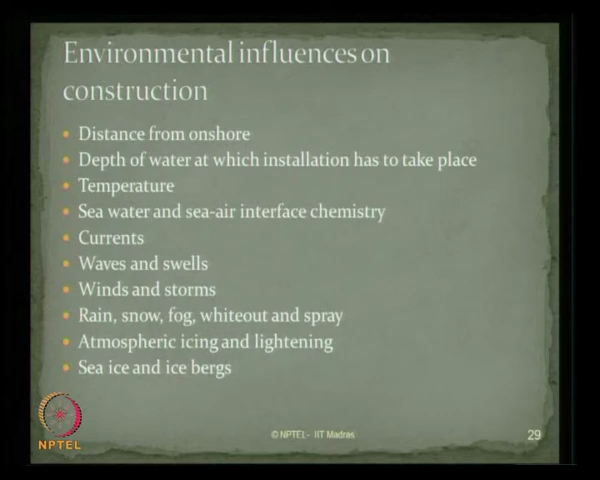 Environmental influences on
construction
Distance from onshore
Depth of water at which installation has to take place
Temperature
Sea water and sea-air interface chemistry
Currents
Waves and swells
Winds and storms
Rain, snow, fog, whiteout and spray
Atmospheric icing and lightening
Sea ice and ice bergs
NPTEL
© NPTEL - IIT Madras
29